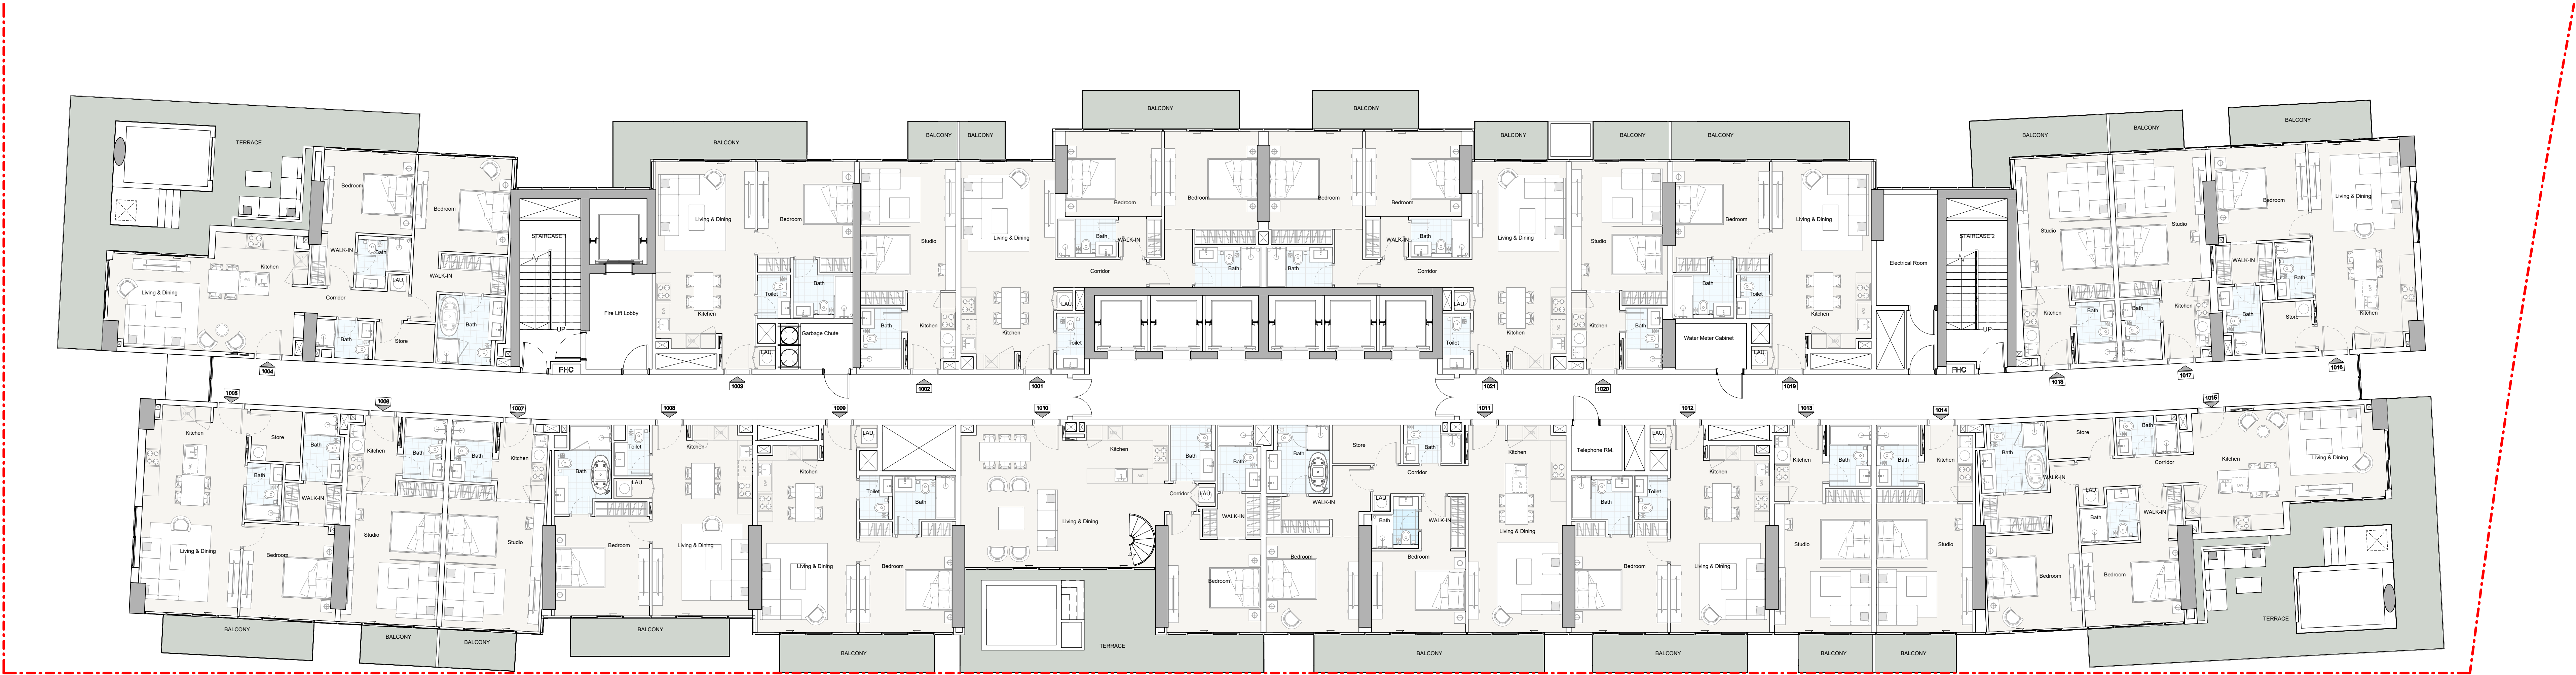 BALCONY
BALCONY
BALCONY
BALCONY
BALCONY
BALCONY
BALCONY
BALCONY
BALCONY
BALCONY
BALCONY
TERRACE
Bedroom
Bedroom
WALK-IN
Bath
LAU.
WALK-IN
Kitchen
Living & Dining
Corridor
Bath
Store
Bath
1004
STAIRCASE 1
UP
FHC
Fire Lift Lobby
Living & Dining
Bedroom
Toilet
Bath
Kitchen
LAU.
Garbage Chute
1003
Studio
Bath
Kitchen
1002
Living & Dining
Kitchen
LAU.
Toilet
1001
Bedroom
Bath
WALK-IN
Corridor
Bedroom
Bath
Bedroom
Bath
Bedroom
WALK-IN
Bath
Corridor
LAU.
Toilet
Living & Dining
Kitchen
1021
Studio
Kitchen
Bath
1020
Bedroom
Living & Dining
Bath
Toilet
Kitchen
Water Meter Cabinet
LAU.
1019
Electrical Room
STAIRCASE 2
UP
FHC
Studio
Kitchen
Bath
1018
Studio
Bath
Kitchen
1017
Bedroom
Living & Dining
WALK-IN
Bath
Bath
Store
Kitchen
1016
1005
Kitchen
Store
Bath
Bath
WALK-IN
Living & Dining
Bedroom
BALCONY
1006
Kitchen
Bath
Studio
BALCONY
1007
Bath
Kitchen
Studio
BALCONY
1008
Bath
Toilet
LAU.
Kitchen
Bedroom
Living & Dining
BALCONY
1009
Kitchen
LAU.
Toilet
Bath
Living & Dining
Bedroom
BALCONY
1010
Kitchen
Living & Dining
Bath
Bath
Corridor
LAU.
WALK-IN
Bedroom
TERRACE
Bath
WALK-IN
Bedroom
Store
Bath
Corridor
LAU.
Bath
WALK-IN
Bedroom
1011
Kitchen
Living & Dining
BALCONY
Telephone RM.
LAU.
1012
Bath
Toilet
Kitchen
Bedroom
Living & Dining
BALCONY
1013
Kitchen
Bath
Studio
BALCONY
1014
Bath
Kitchen
Studio
BALCONY
1015
Bath
Store
Bath
Corridor
WALK-IN
LAU.
Bath
WALK-IN
Kitchen
Living & Dining
Bedroom
Bedroom
TERRACE